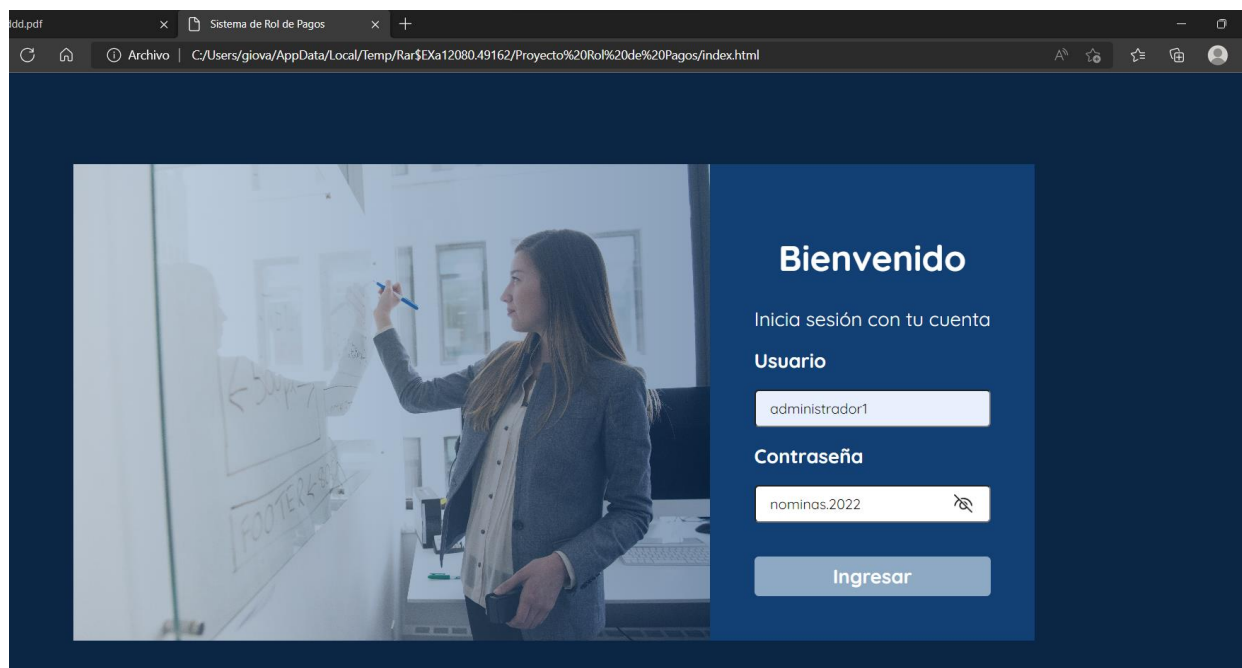 ddd.pdf
Sistema de Rol de Pagos
Archivo
C:/Users/giova/AppData/Local/Temp/Rar$EXa12080.49162/Proyecto%20Rol%20de%20Pagos/index.html
Bienvenido
Inicia sesión con tu cuenta
Usuario
administrador1
Contraseña
nominas.2022
Ingresar
FOOTER